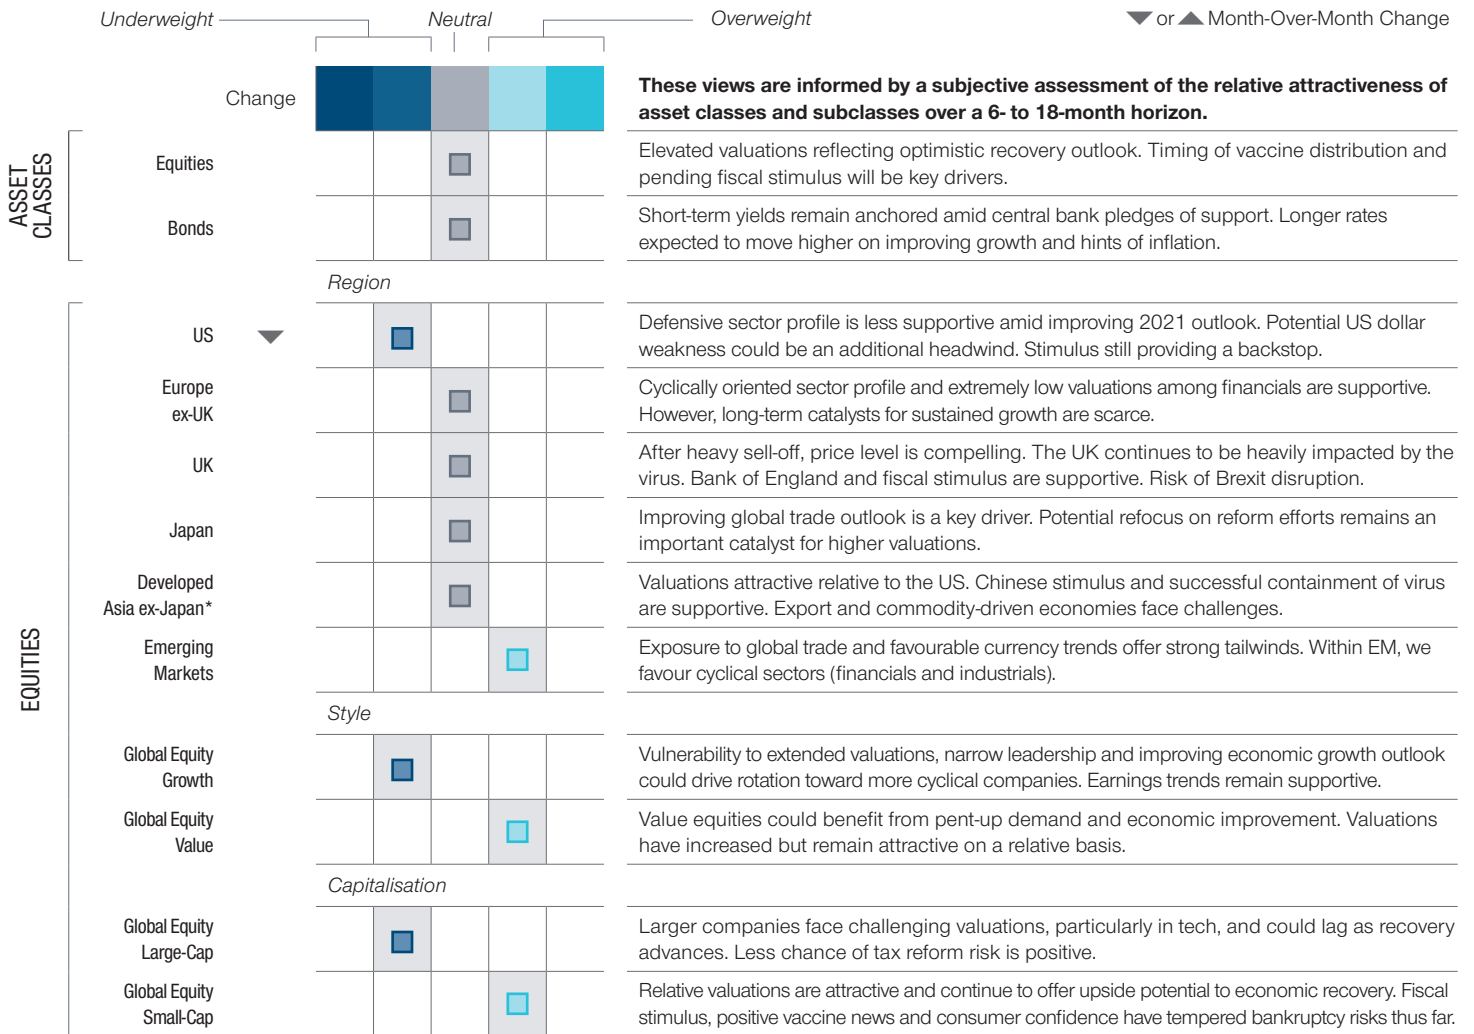 Underweight
Neutral
Overweight
or Month-Over-Month Change
Change
These views are informed by a subjective assessment of the relative attractiveness of
asset classes and subclasses over a 6- to 18-month horizon.
ASSET
CLASSES
Equities
Elevated valuations reflecting optimistic recovery outlook. Timing of vaccine distribution and
pending fiscal stimulus will be key drivers.
Bonds
Short-term yields remain anchored amid central bank pledges of support. Longer rates
expected to move higher on improving growth and hints of inflation.
EQUITIES
Region
US
Defensive sector profile is less supportive amid improving 2021 outlook. Potential US dollar
weakness could be an additional headwind. Stimulus still providing a backstop.
Europe
ex-UK
Cyclically oriented sector profile and extremely low valuations among financials are supportive.
However, long-term catalysts for sustained growth are scarce.
UK
After heavy sell-off, price level is compelling. The UK continues to be heavily impacted by the
virus. Bank of England and fiscal stimulus are supportive. Risk of Brexit disruption.
Japan
Improving global trade outlook is a key driver. Potential refocus on reform efforts remains an
important catalyst for higher valuations.
Developed
Asia ex-Japan*
Valuations attractive relative to the US. Chinese stimulus and successful containment of virus
are supportive. Export and commodity-driven economies face challenges.
Emerging
Markets
Exposure to global trade and favourable currency trends offer strong tailwinds. Within EM, we
favour cyclical sectors (financials and industrials).
Style
Global Equity
Growth
Vulnerability to extended valuations, narrow leadership and improving economic growth outlook
could drive rotation toward more cyclical companies. Earnings trends remain supportive.
Global Equity
Value
Value equities could benefit from pent-up demand and economic improvement. Valuations
have increased but remain attractive on a relative basis.
Capitalisation
Global Equity
Large-Cap
Larger companies face challenging valuations, particularly in tech, and could lag as recovery
advances. Less chance of tax reform risk is positive.
Global Equity
Small-Cap
Relative valuations are attractive and continue to offer upside potential to economic recovery. Fiscal
stimulus, positive vaccine news and consumer confidence have tempered bankruptcy risks thus far.